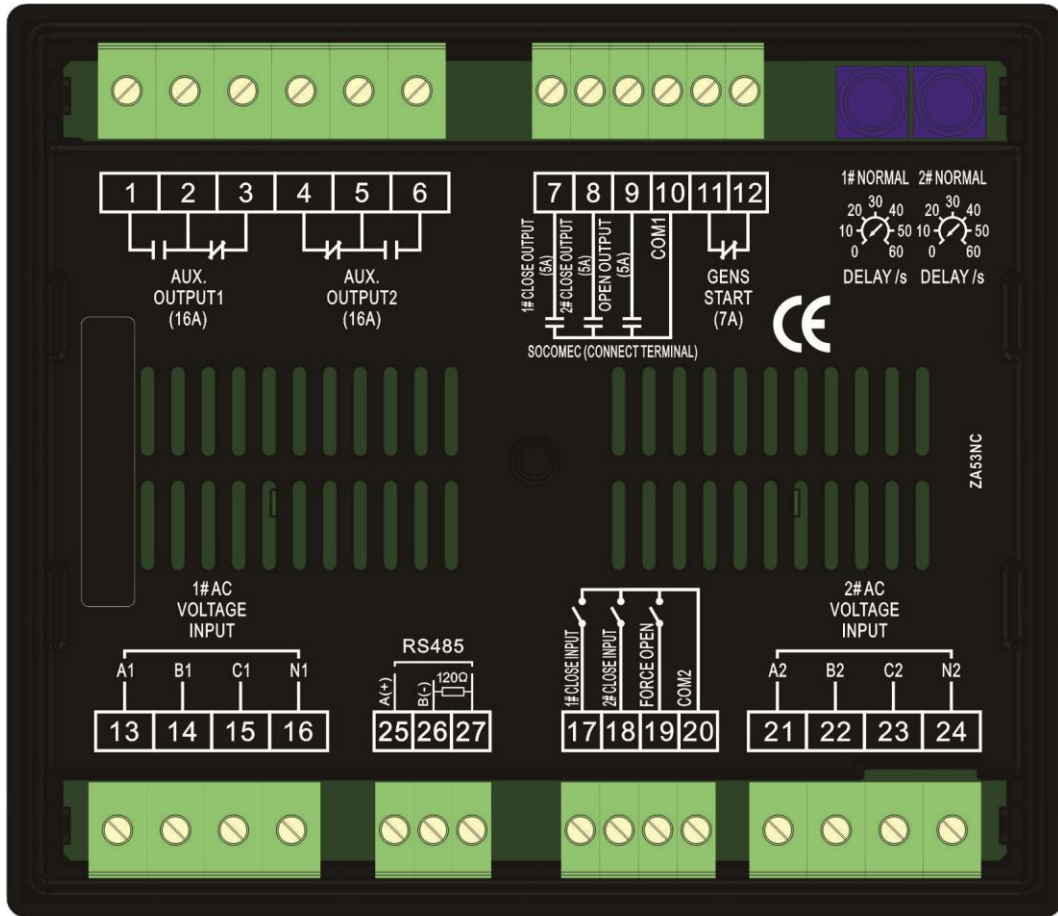 1 2 3 4 5 6
AUX.
OUTPUT1
(16A)
AUX.
OUTPUT2
(16A)
7 8 9 10 11 12
1# CLOSE OUTPUT
(5A)
2# CLOSE OUTPUT
(5A)
OPEN OUTPUT
(5A)
COM1
GENS
START
(7A)
SOCOMEC (CONNECT TERMINAL)
1# NORMAL
0 10 20 30 40 50 60
DELAY /s
2# NORMAL
0 10 20 30 40 50 60
DELAY /s
CE
ZA53NC
1# AC
VOLTAGE
INPUT
A1 B1 C1 N1
13 14 15 16
RS485
A(+)
B(-)
120Ω
25 26 27
1# CLOSE INPUT
2# CLOSE INPUT
FORCE OPEN
COM2
17 18 19 20
2# AC
VOLTAGE
INPUT
A2 B2 C2 N2
21 22 23 24